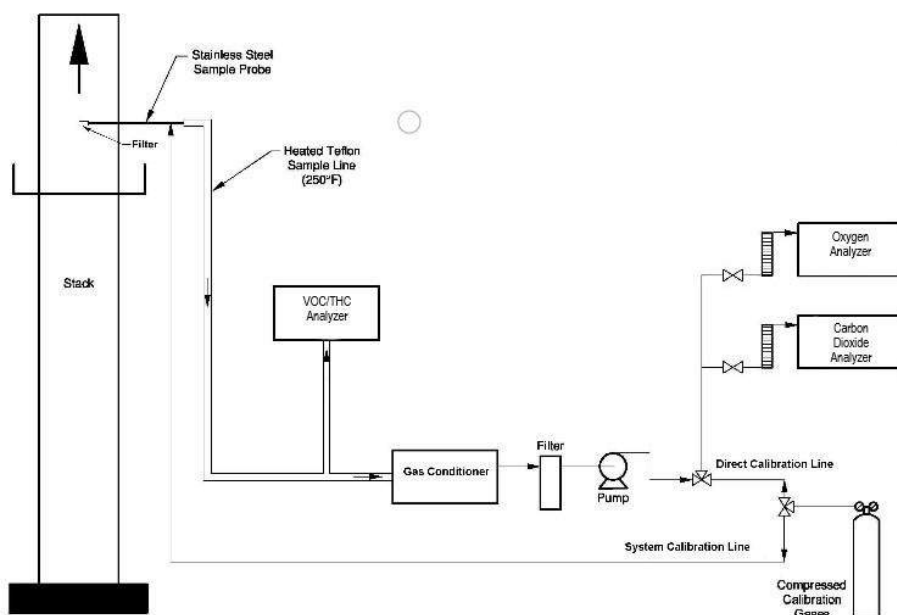 Stainless Steel
Sample Probe
Filter
Heated Teflon
Sample Line
(250°F)
Stack
VOC/THC
Analyzer
Oxygen
Analyzer
Carbon
Dioxide
Analyzer
Gas Conditioner
Filter
Pump
Direct Calibration Line
System Calibration Line
Compressed
Calibration
Gases